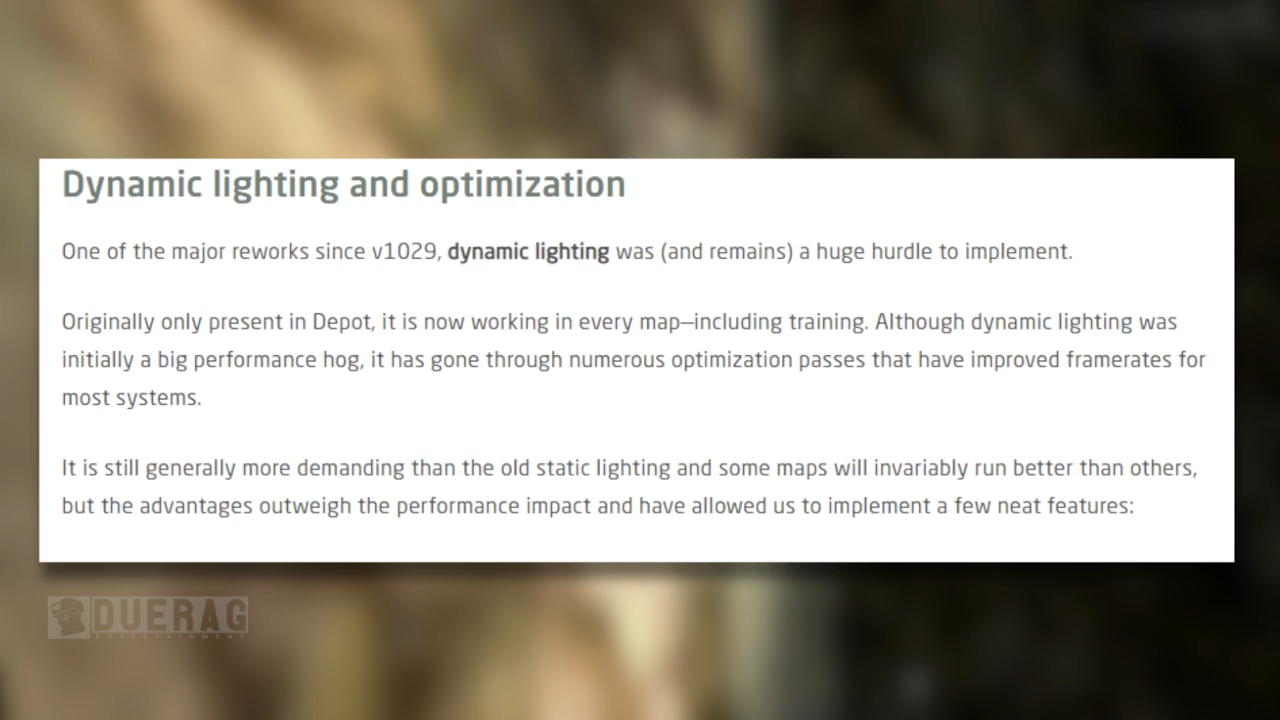 Dynamic lighting and optimization
One of the major reworks since v1029, dynamic lighting was (and remains) a huge hurdle to implement.
Originally only present in Depot, it is now working in every map—including training. Although dynamic lighting was
initially a big performance hog, it has gone through numerous optimization passes that have improved framerates for
most systems.
It is still generally more demanding than the old static lighting and some maps will invariably run better than others,
but the advantages outweigh the performance impact and have allowed us to implement a few neat features:
DUERAG
ENTERTAINMENT